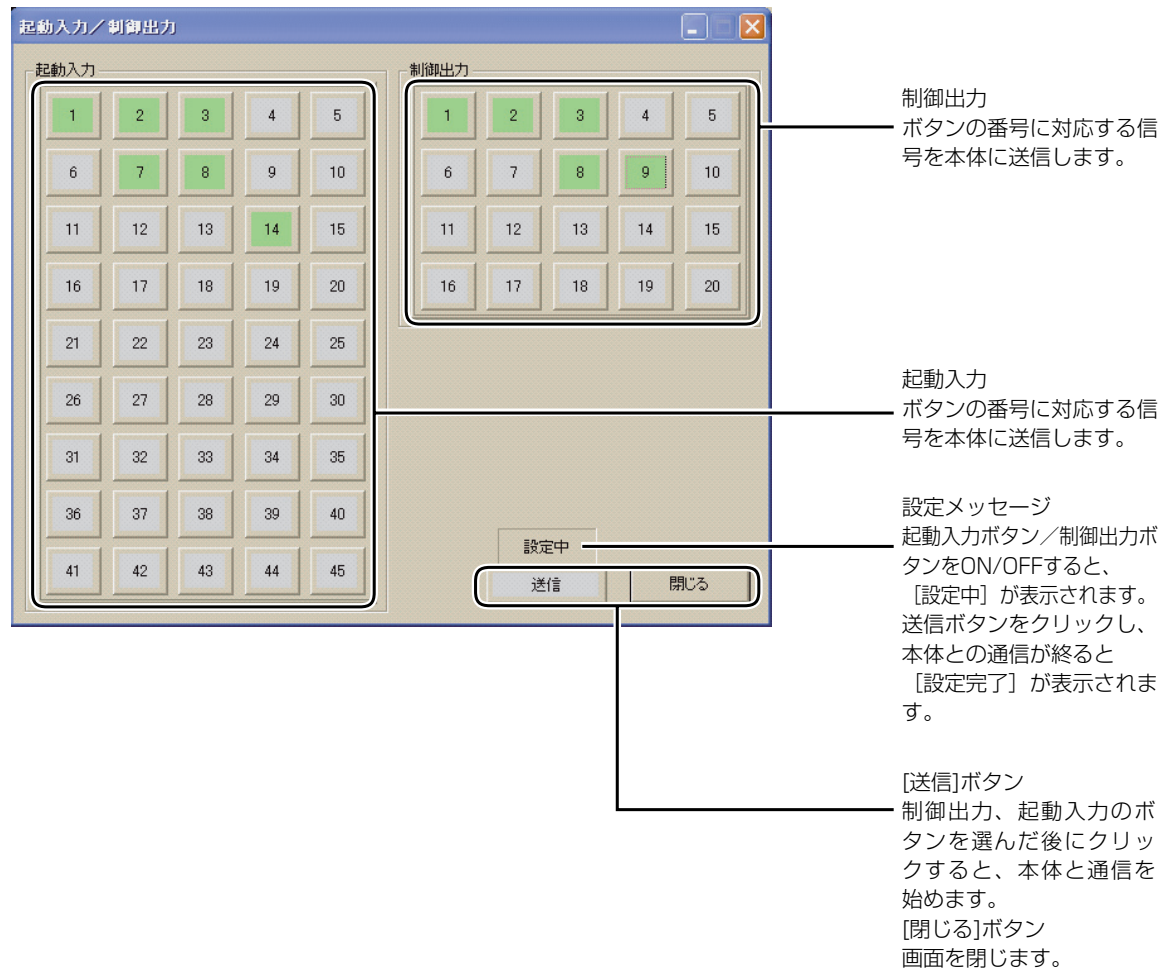 起動入力／制御出力
起動入力
1 2 3 4 5
6 7 8 9 10
11 12 13 14 15
16 17 18 19 20
21 22 23 24 25
26 27 28 29 30
31 32 33 34 35
36 37 38 39 40
41 42 43 44 45
制御出力
1 2 3 4 5
6 7 8 9 10
11 12 13 14 15
16 17 18 19 20
設定中
送信 閉じる
制御出力
ボタンの番号に対応する信
号を本体に送信します。
起動入力
ボタンの番号に対応する信
号を本体に送信します。
設定メッセージ
起動入力ボタン／制御出力ボ
タンをON/OFFすると、
［設定中］が表示されます。
送信ボタンをクリックし、
本体との通信が終ると
［設定完了］が表示されま
す。
[送信]ボタン
制御出力、起動入力のボ
タンを選んだ後にクリッ
クすると、本体と通信を
始めます。
[閉じる]ボタン
画面を閉じます。